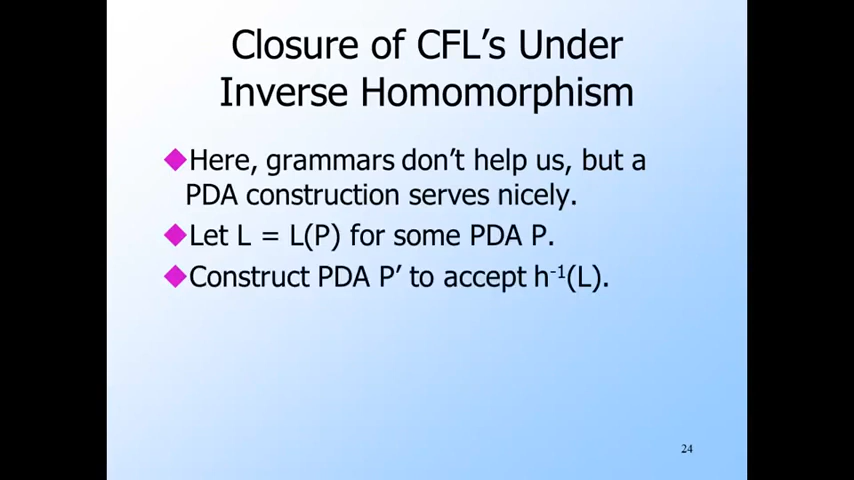 Closure of CFL’s Under
Inverse Homomorphism
Here, grammars don’t help us, but a
PDA construction serves nicely.
Let L = L(P) for some PDA P.
Construct PDA P’ to accept h⁻¹(L).
24